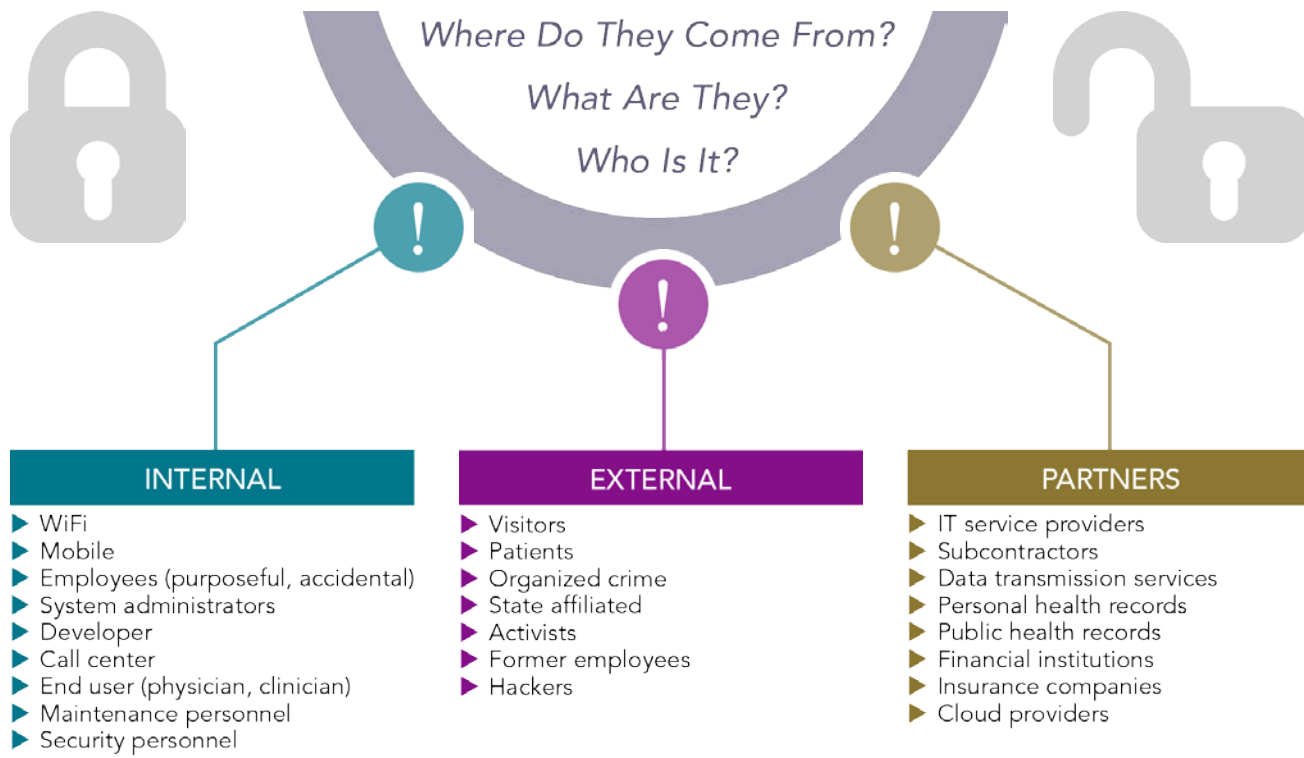 Where Do They Come From?
What Are They?
Who Is It?
!
!
!
INTERNAL
WiFi
Mobile
Employees (purposeful, accidental)
System administrators
Developer
Call center
End user (physician, clinician)
Maintenance personnel
Security personnel
EXTERNAL
Visitors
Patients
Organized crime
State affiliated
Activists
Former employees
Hackers
PARTNERS
IT service providers
Subcontractors
Data transmission services
Personal health records
Public health records
Financial institutions
Insurance companies
Cloud providers